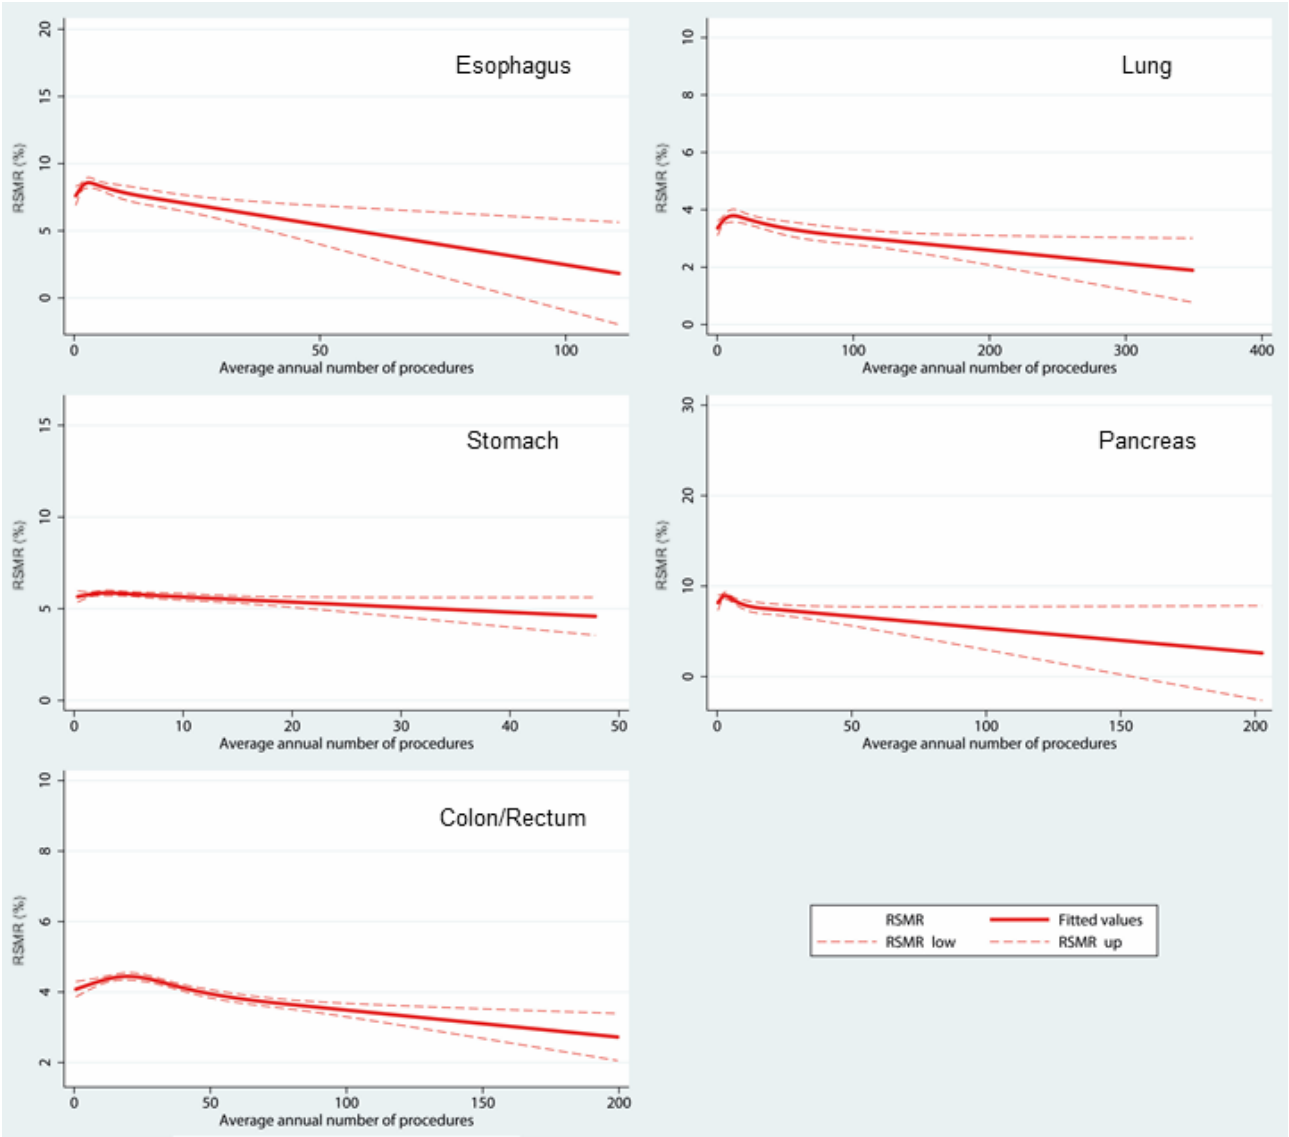 Esophagus
RSMR (%)
20
15
10
5
0
0 50 100
Average annual number of procedures
Lung
RSMR (%)
10
8
6
4
2
0
0 100 200 300 400
Average annual number of procedures
Stomach
RSMR (%)
15
10
5
0
0 10 20 30 40 50
Average annual number of procedures
Pancreas
RSMR (%)
30
20
10
0
0 50 100 150 200
Average annual number of procedures
Colon/Rectum
RSMR (%)
10
8
6
4
2
0 50 100 150 200
Average annual number of procedures
RSMR Fitted values
RSMR low RSMR up